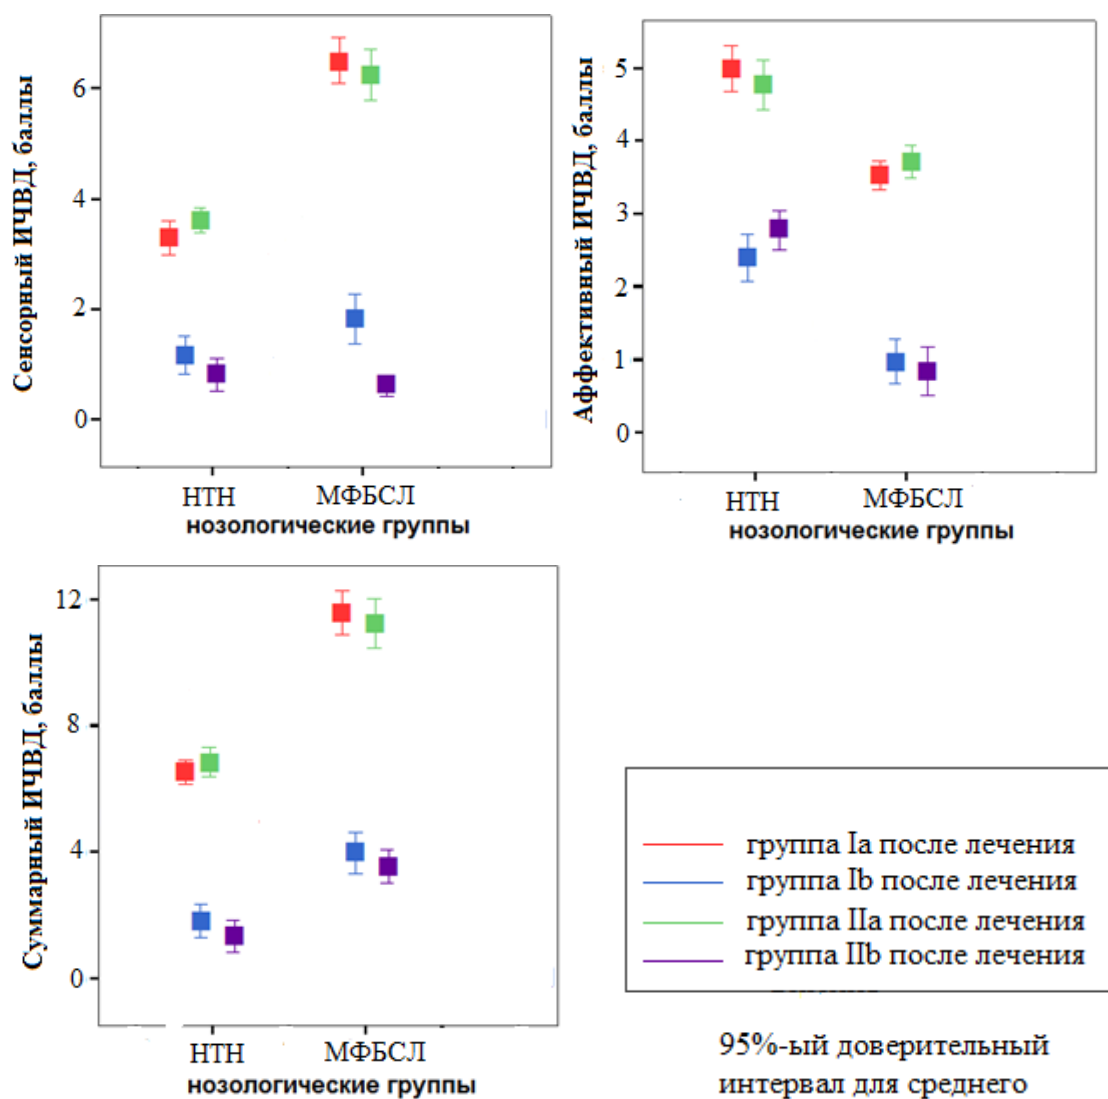 Сенсорный ИЧВД, баллы
6
4
2
0
НТН МФБСЛ
нозологические группы
Аффективный ИЧВД, баллы
5
4
3
2
1
0
НТН МФБСЛ
нозологические группы
Суммарный ИЧВД, баллы
12
8
4
0
НТН МФБСЛ
нозологические группы
группа Ia после лечения
группа Ib после лечения
группа IIa после лечения
группа IIb после лечения
95%-ый доверительный
интервал для среднего